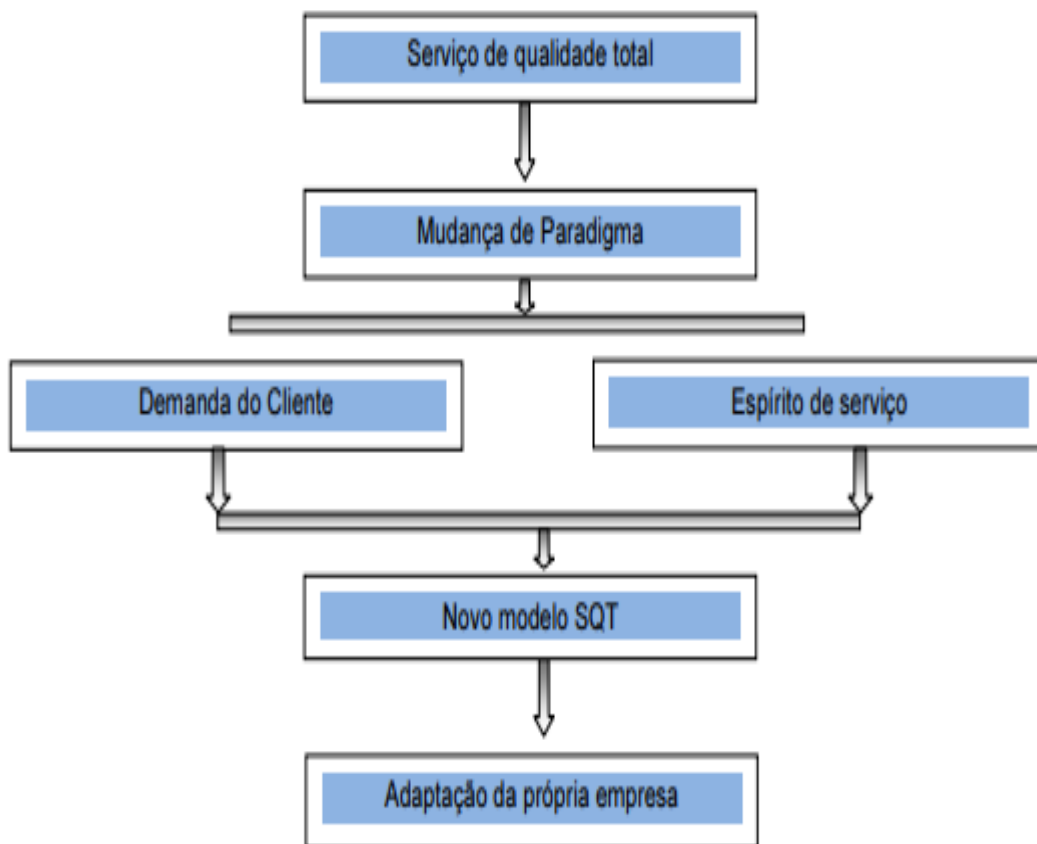 Serviço de qualidade total
Mudança de Paradigma
Demanda do Cliente
Espírito de serviço
Novo modelo SQT
Adaptação da própria empresa